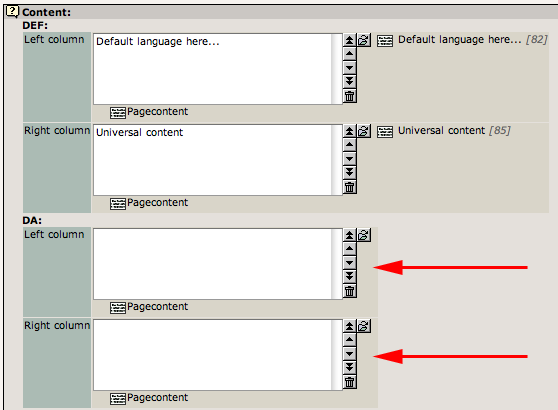 ? Content:
DEF:
Left column Default language here... Default language here... [82]
Pagecontent
Right column Universal content Universal content [85]
Pagecontent
DA:
Left column
Pagecontent
Right column
Pagecontent